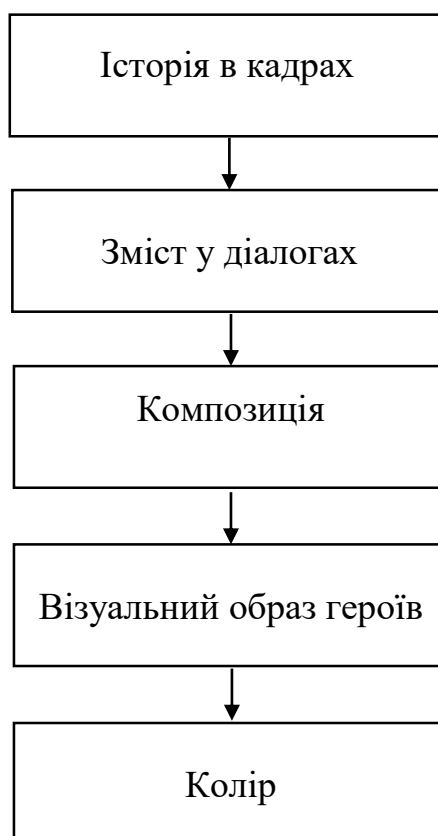 Історія в кадрах
Зміст у діалогах
Композиція
Візуальний образ героїв
Колір